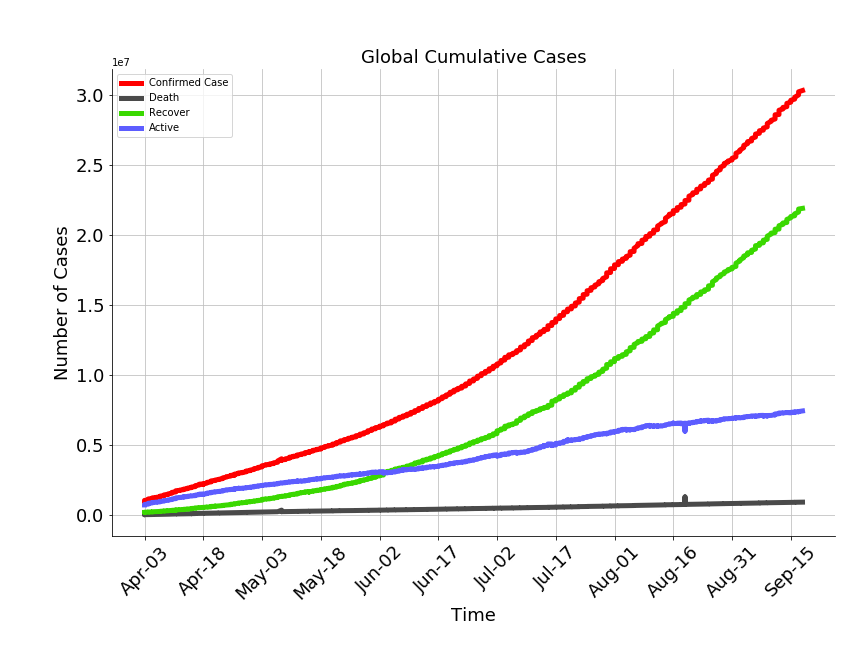 Global Cumulative Cases
1e7
Confirmed Case
Death
Recover
Active
3.0
2.5
2.0
1.5
1.0
0.5
0.0
Number of Cases
Apr-03 Apr-18 May-03 May-18 Jun-02 Jun-17 Jul-02 Jul-17 Aug-01 Aug-16 Aug-31 Sep-15
Time